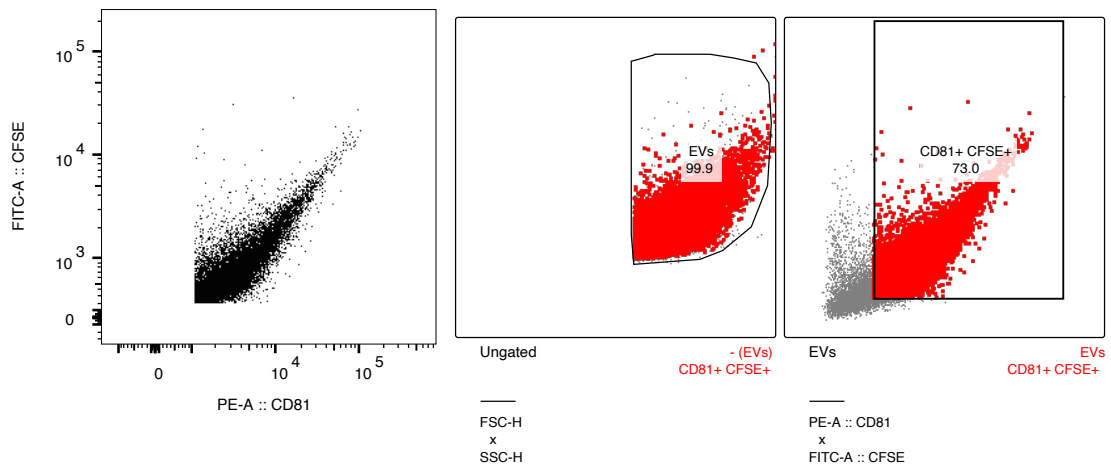 FITC-A :: CFSE
10 5
10 4
10 3
0
0
10 4
10 5
PE-A :: CD81
EVs
99.9
Ungated
- (EVs)
CD81+ CFSE+
FSC-H
x
SSC-H
CD81+ CFSE+
73.0
EVs
EVs
CD81+ CFSE+
PE-A :: CD81
x
FITC-A :: CFSE